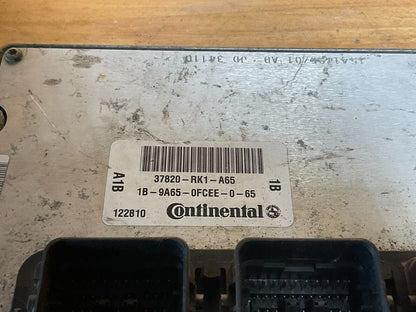 37820-RK1-A65
A1B
1B
1B-9A65-0FCEE-0-65
122810 Continental